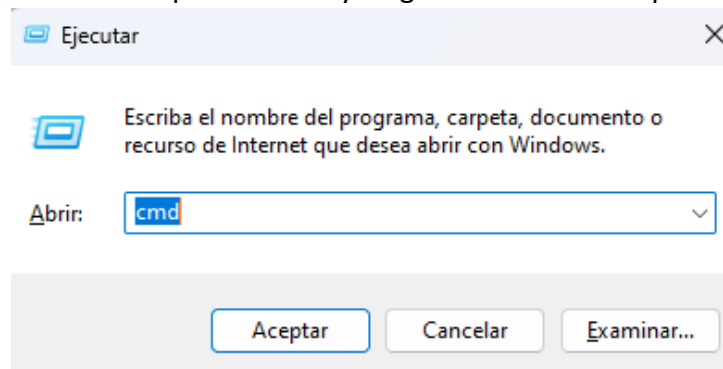 Ejecutar
Escriba el nombre del programa, carpeta, documento o
recurso de Internet que desea abrir con Windows.
Abrir:
cmd
Aceptar Cancelar Examinar...